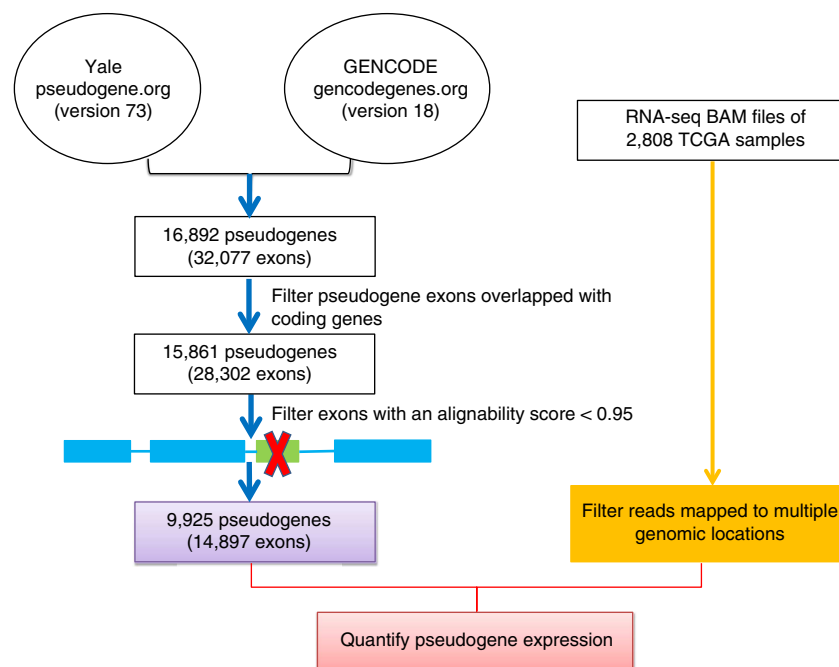 Yale
pseudogene.org
(version 73)
GENCODE
gencodegenes.org
(version 18)
RNA-seq BAM files of
2,808 TCGA samples
16,892 pseudogenes
(32,077 exons)
Filter pseudogene exons overlapped with
coding genes
15,861 pseudogenes
(28,302 exons)
Filter exons with an alignability score < 0.95
9,925 pseudogenes
(14,897 exons)
Filter reads mapped to multiple
genomic locations
Quantify pseudogene expression